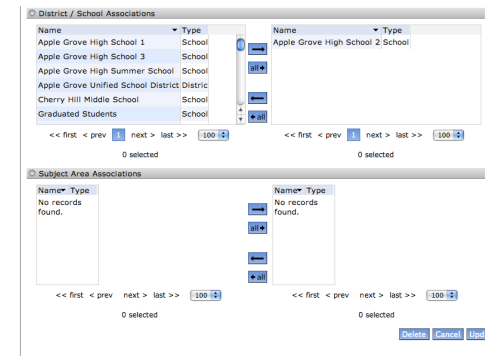 District / School Associations
Name Type Name Type
Apple Grove High School 1 School Apple Grove High School 2 School
Apple Grove High School 3 School
Apple Grove High Summer School School all
Apple Grove Unified School District Distric
Cherry Hill Middle School School
Graduated Students School all
<< first < prev 1 next > last >> 100 << first < prev 1 next > last >> 100
0 selected 0 selected
Subject Area Associations
Name Type Name Type
No records found. No records found.
all
all
<< first < prev next > last >> 100 << first < prev next > last >> 100
0 selected 0 selected
Delete Cancel Upd